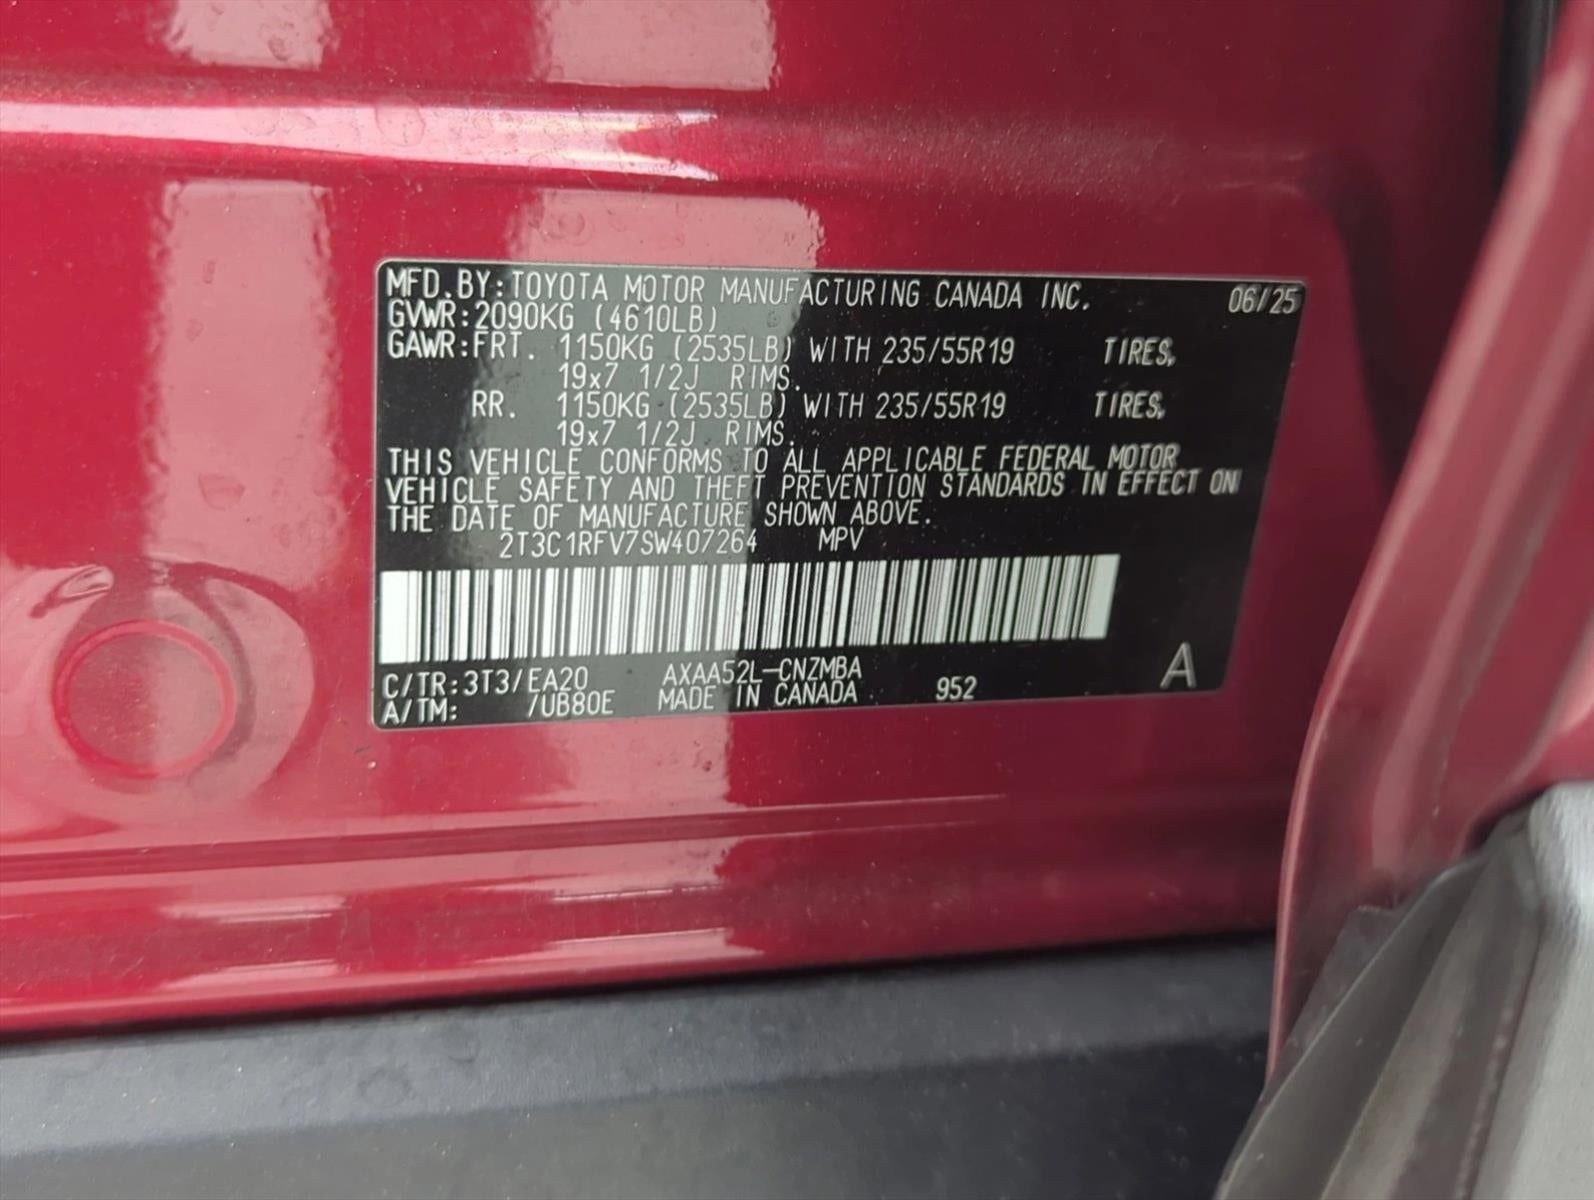 MFD.BY:TOYOTA MOTOR MANUFACTURING CANADA INC. 06/25
GVWR:2090KG (4610LB)
GAWR:FRT. 1150KG (2535LB) WITH 235/55R19 TIRES,
19x7 1/2J RIMS.
RR. 1150KG (2535LB) WITH 235/55R19 TIRES,
19x7 1/2J RIMS.
THIS VEHICLE CONFORMS TO ALL APPLICABLE FEDERAL MOTOR
VEHICLE SAFETY AND THEFT PREVENTION STANDARDS IN EFFECT ON
THE DATE OF MANUFACTURE SHOWN ABOVE.
2T3C1RFV7SW407264 MPV
C/TR:3T3/EA20 AXAA52L-CNZMBA
A/TM: /UB80E MADE IN CANADA 952 A